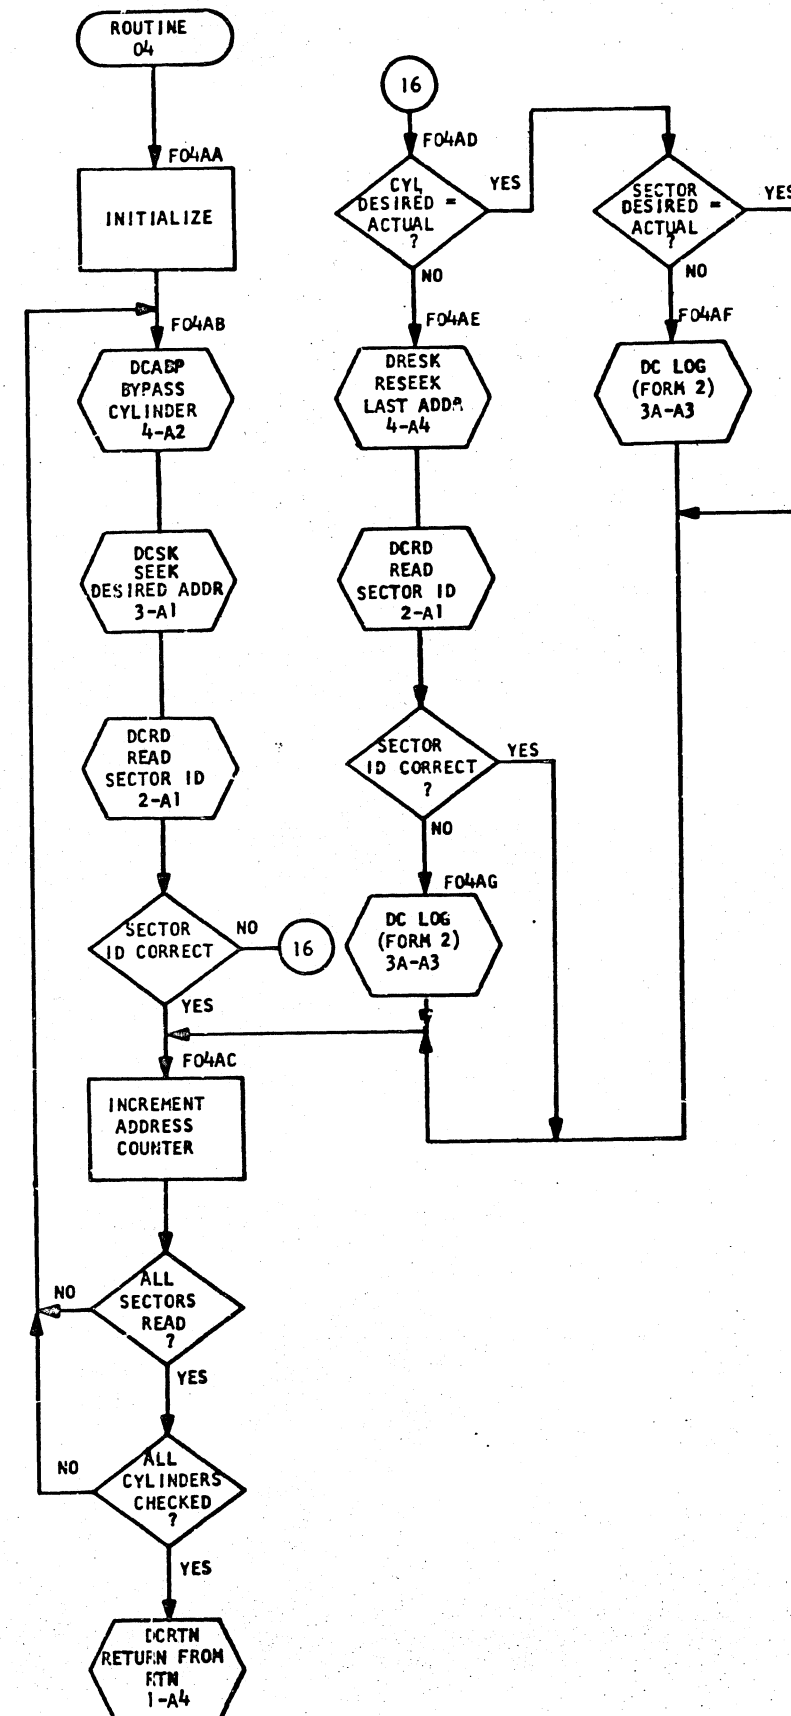 ROUTINE
04
F04AA
INITIALIZE
F04AB
DCABP
BYPASS
CYLINDER
4-A2
DCSK
SEEK
DESIRED ADDR
3-A1
DCRD
READ
SECTOR ID
2-A1
SECTOR
ID CORRECT
NO
16
YES
F04AC
INCREMENT
ADDRESS
COUNTER
ALL
SECTORS
READ
?
NO
YES
ALL
CYLINDERS
CHECKED
?
NO
YES
DCRTN
RETURN FROM
RTN
1-A4
16
F04AD
CYL
DESIRED =
ACTUAL
?
YES
NO
F04AE
DRESK
RESEEK
LAST ADDR
4-A4
DCRD
READ
SECTOR ID
2-A1
SECTOR
ID CORRECT
?
YES
NO
F04AG
DC LOG
(FORM 2)
3A-A3
SECTOR
DESIRED =
ACTUAL
?
YES
NO
F04AF
DC LOG
(FORM 2)
3A-A3